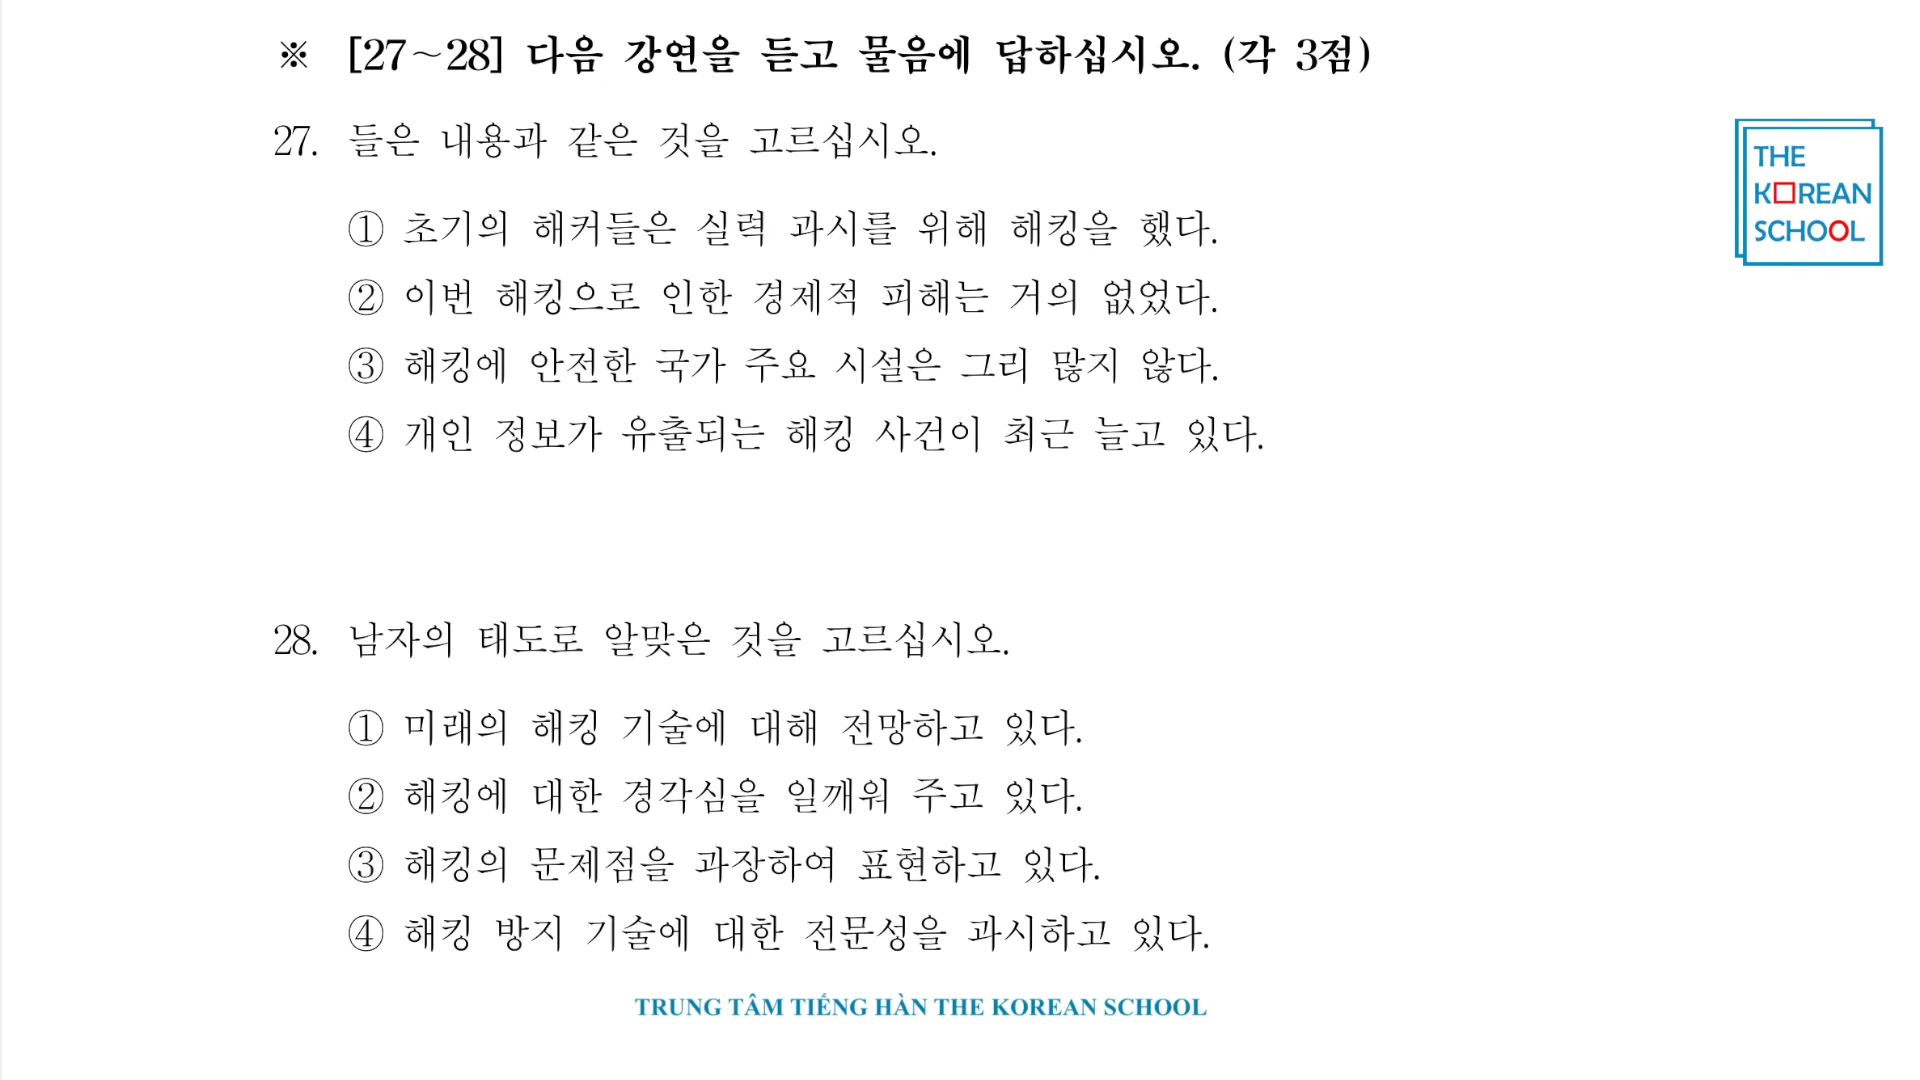 ※ [27~28] 다음 강연을 듣고 물음에 답하십시오. (각 3점)
27. 들은 내용과 같은 것을 고르십시오.
① 초기의 해커들은 실력 과시를 위해 해킹을 했다.
② 이번 해킹으로 인한 경제적 피해는 거의 없었다.
③ 해킹에 안전한 국가 주요 시설은 그리 많지 않다.
④ 개인 정보가 유출되는 해킹 사건이 최근 늘고 있다.
THE
KOREAN
SCHOOL
28. 남자의 태도로 알맞은 것을 고르십시오.
① 미래의 해킹 기술에 대해 전망하고 있다.
② 해킹에 대한 경각심을 일깨워 주고 있다.
③ 해킹의 문제점을 과장하여 표현하고 있다.
④ 해킹 방지 기술에 대한 전문성을 과시하고 있다.
TRUNG TÂM TIẾNG HÀN THE KOREAN SCHOOL